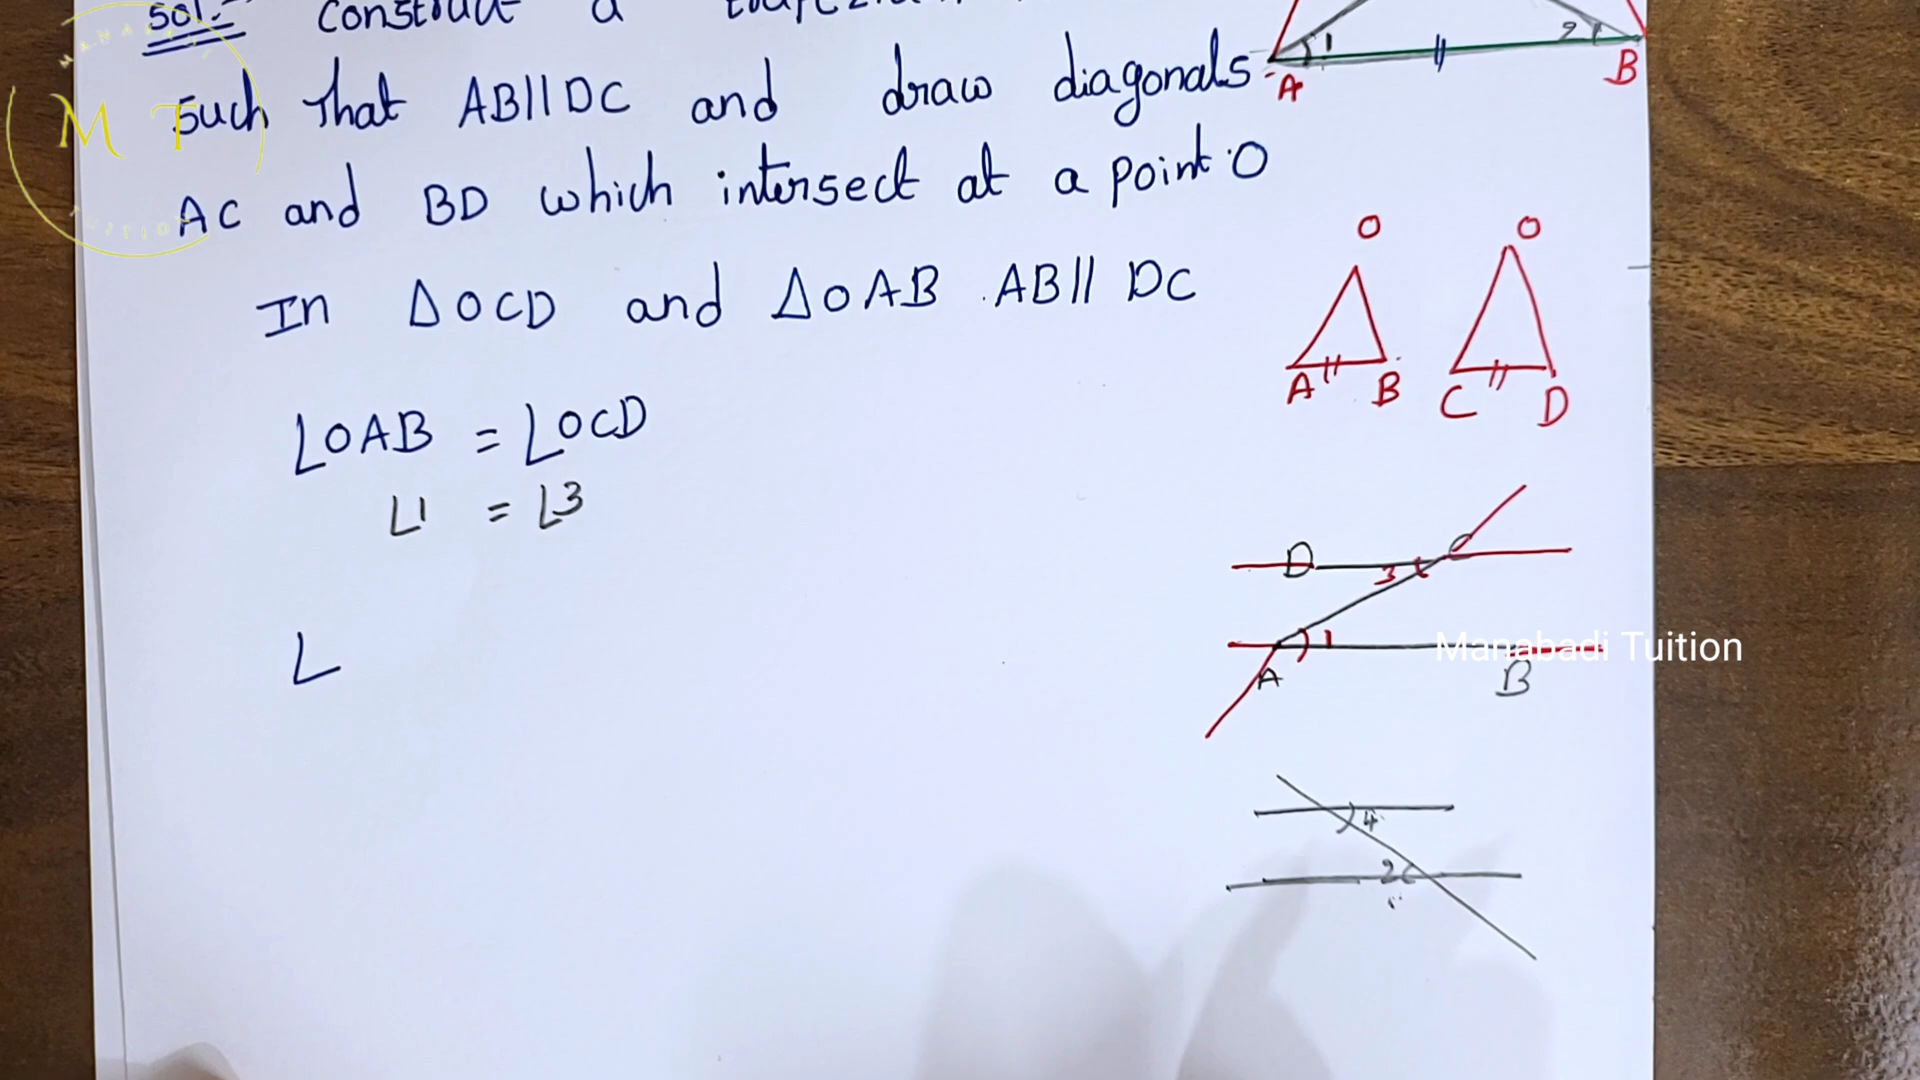 Sol:- Construct a
such that AB || DC and draw diagonals
AC and BD which intersect at a point O
In △OCD and △OAB AB || DC
∠OAB = ∠OCD
∠1 = ∠3
∠
1 2
A B
O O
A B C D
D C
3
1
A B
4
2
M T
Manabadi Tuition